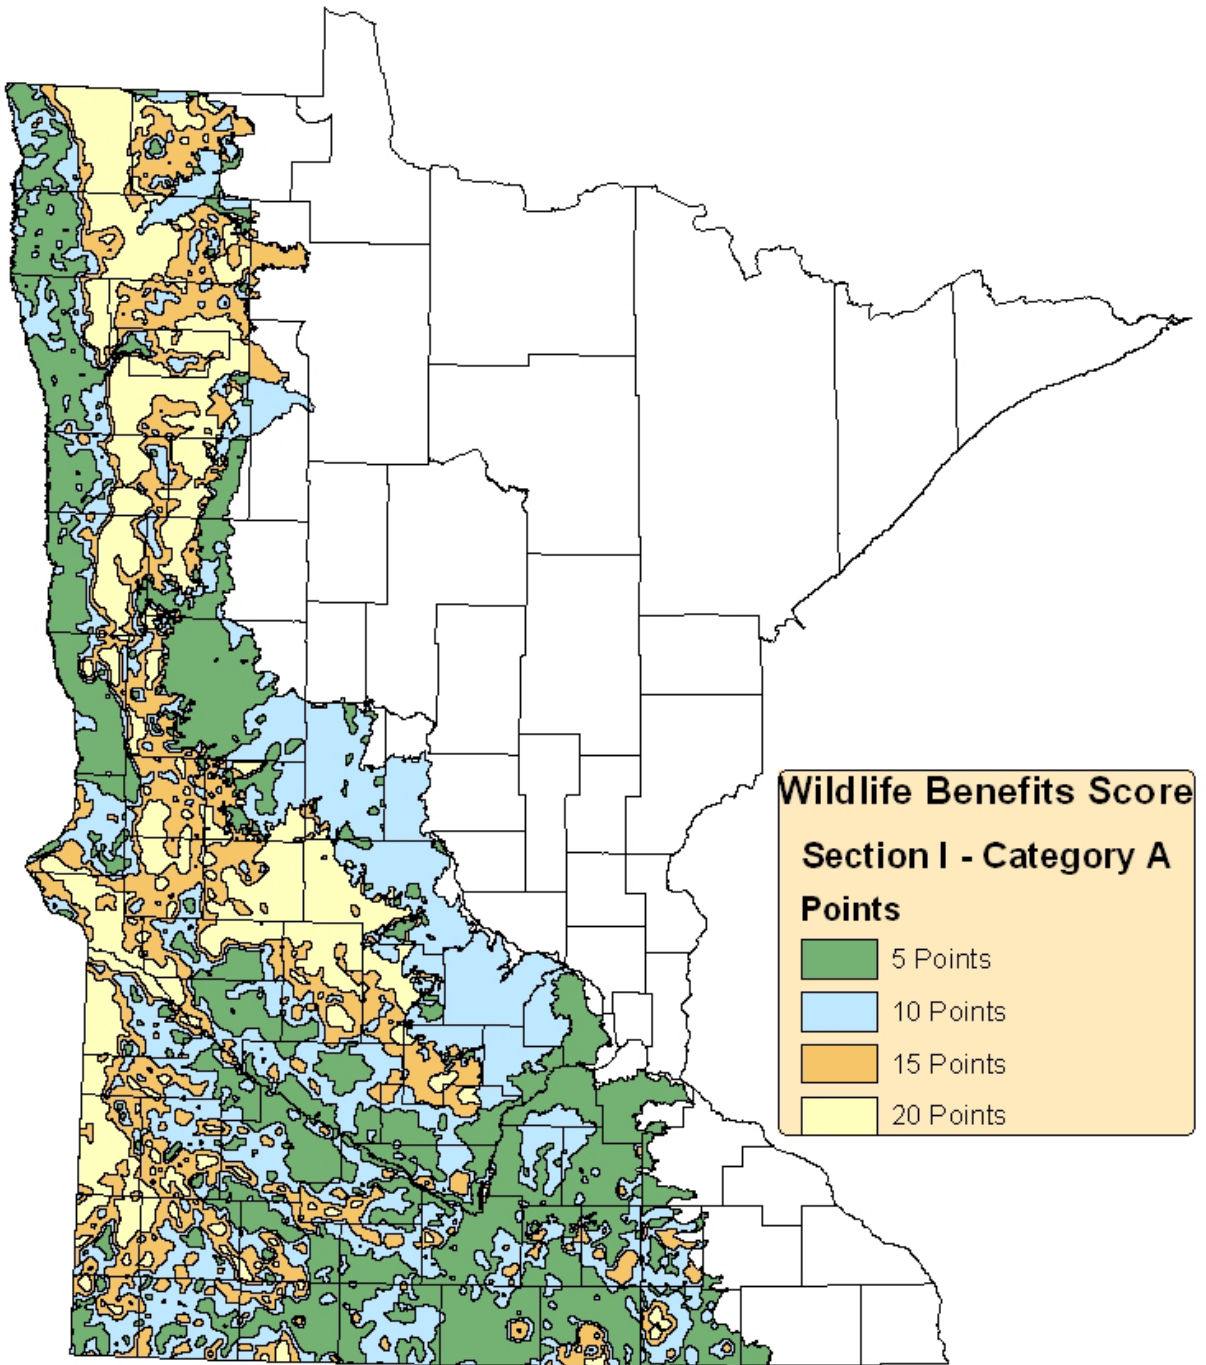 Wildlife Benefits Score
Section I - Category A
Points
5 Points
10 Points
15 Points
20 Points